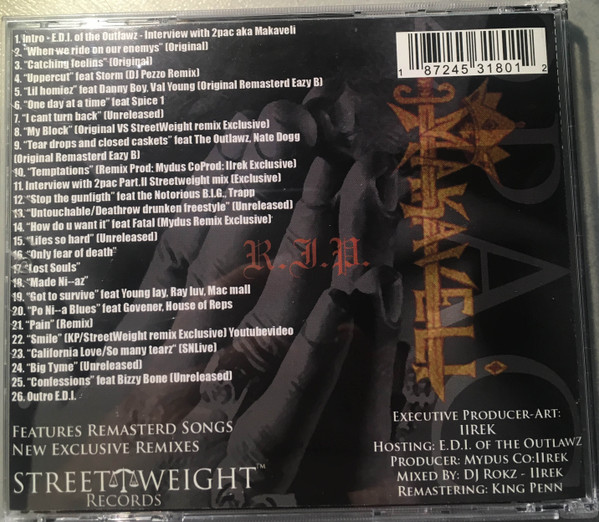 1. Intro - E.D.I. of the Outlawz - Interview with 2pac aka Makaveli
2. "When we ride on our enemys" (Original)
3. "Catching feelins" (Original)
4. "Uppercut" feat Storm (DJ Pezzo Remix)
5. "Lil homiez" feat Danny Boy, Val Young (Original Remasterd Eazy B)
6. "One day at a time" feat Spice 1
7. "I cant turn back" (Unreleased)
8. "My Block" (Original VS StreetWeight remix Exclusive)
9. "Tear drops and closed caskets" feat The Outlawz, Nate Dogg
(Original Remasterd Eazy B)
10. "Temptations" (Remix Prod: Mydus CoProd: IIrek Exclusive)
11. Interview with 2pac Part.II Streetweight mix (Exclusive)
12. "Stop the gunfigth" feat the Notorious B.I.G., Trapp
13. "Untouchable/Deathrow drunken freestyle" (Unreleased)
14. "How do u want it" feat Fatal (Mydus Remix Exclusive)
15. "Lifes so hard" (Unreleased)
16. "Only fear of death"
17. "Lost Souls"
18. "Made Ni--az"
19. "Got to survive" feat Young lay, Ray luv, Mac mall
20. "Po Ni--a Blues" feat Govener, House of Reps
21. "Pain" (Remix)
22. "Smile" (KP/StreetWeight remix Exclusive) Youtubevideo
23. "California Love/So many tearz" (SNLive)
24. "Big Tyme" (Unreleased)
25. "Confessions" feat Bizzy Bone (Unreleased)
26. Outro E.D.I.
1 87245 31801 2
MAKAVELI
2PAC
R.I.P.
FEATURES REMASTERD SONGS
NEW EXCLUSIVE REMIXES
STREETWEIGHT™
RECORDS
EXECUTIVE PRODUCER-ART:
IIREK
HOSTING: E.D.I. OF THE OUTLAWZ
PRODUCER: MYDUS CO:IIREK
MIXED BY: DJ ROKZ - IIREK
REMASTERING: KING PENN